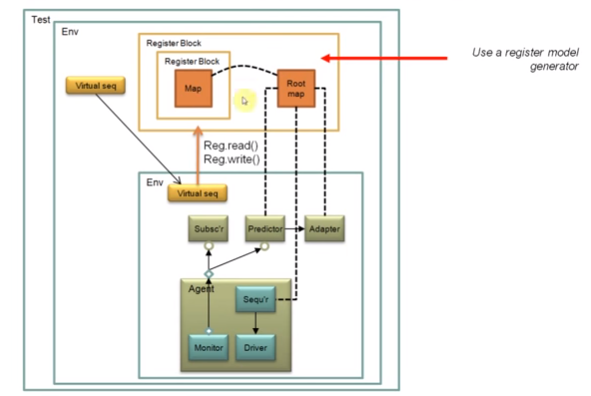 Test
Env
Register Block
Register Block
Map
Root
map
Use a register model
generator
Virtual seq
Reg.read()
Reg.write()
Env
Virtual seq
Subsc'r
Predictor
Adapter
Agent
Sequ'r
Monitor
Driver